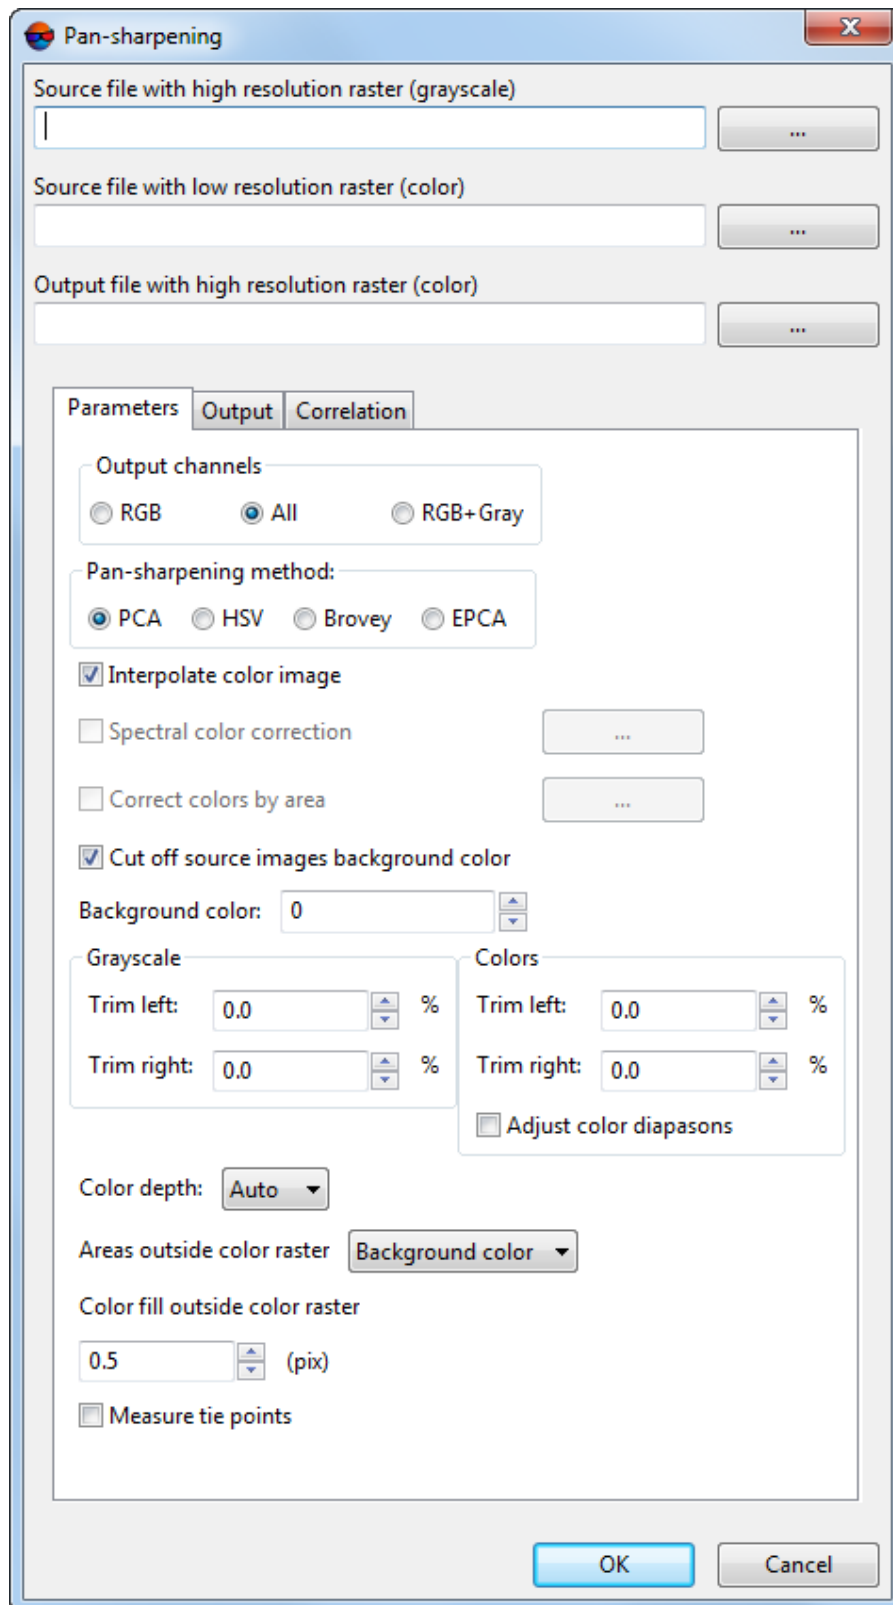 Pan-sharpening
Source file with high resolution raster (grayscale)
...
Source file with low resolution raster (color)
...
Output file with high resolution raster (color)
...
Parameters Output Correlation
Output channels
RGB All RGB+Gray
Pan-sharpening method:
PCA HSV Brovey EPCA
Interpolate color image
Spectral color correction ...
Correct colors by area ...
Cut off source images background color
Background color: 0
Grayscale Colors
Trim left: 0.0 % Trim left: 0.0 %
Trim right: 0.0 % Trim right: 0.0 %
Adjust color diapasons
Color depth: Auto
Areas outside color raster Background color
Color fill outside color raster
0.5 (pix)
Measure tie points
OK Cancel